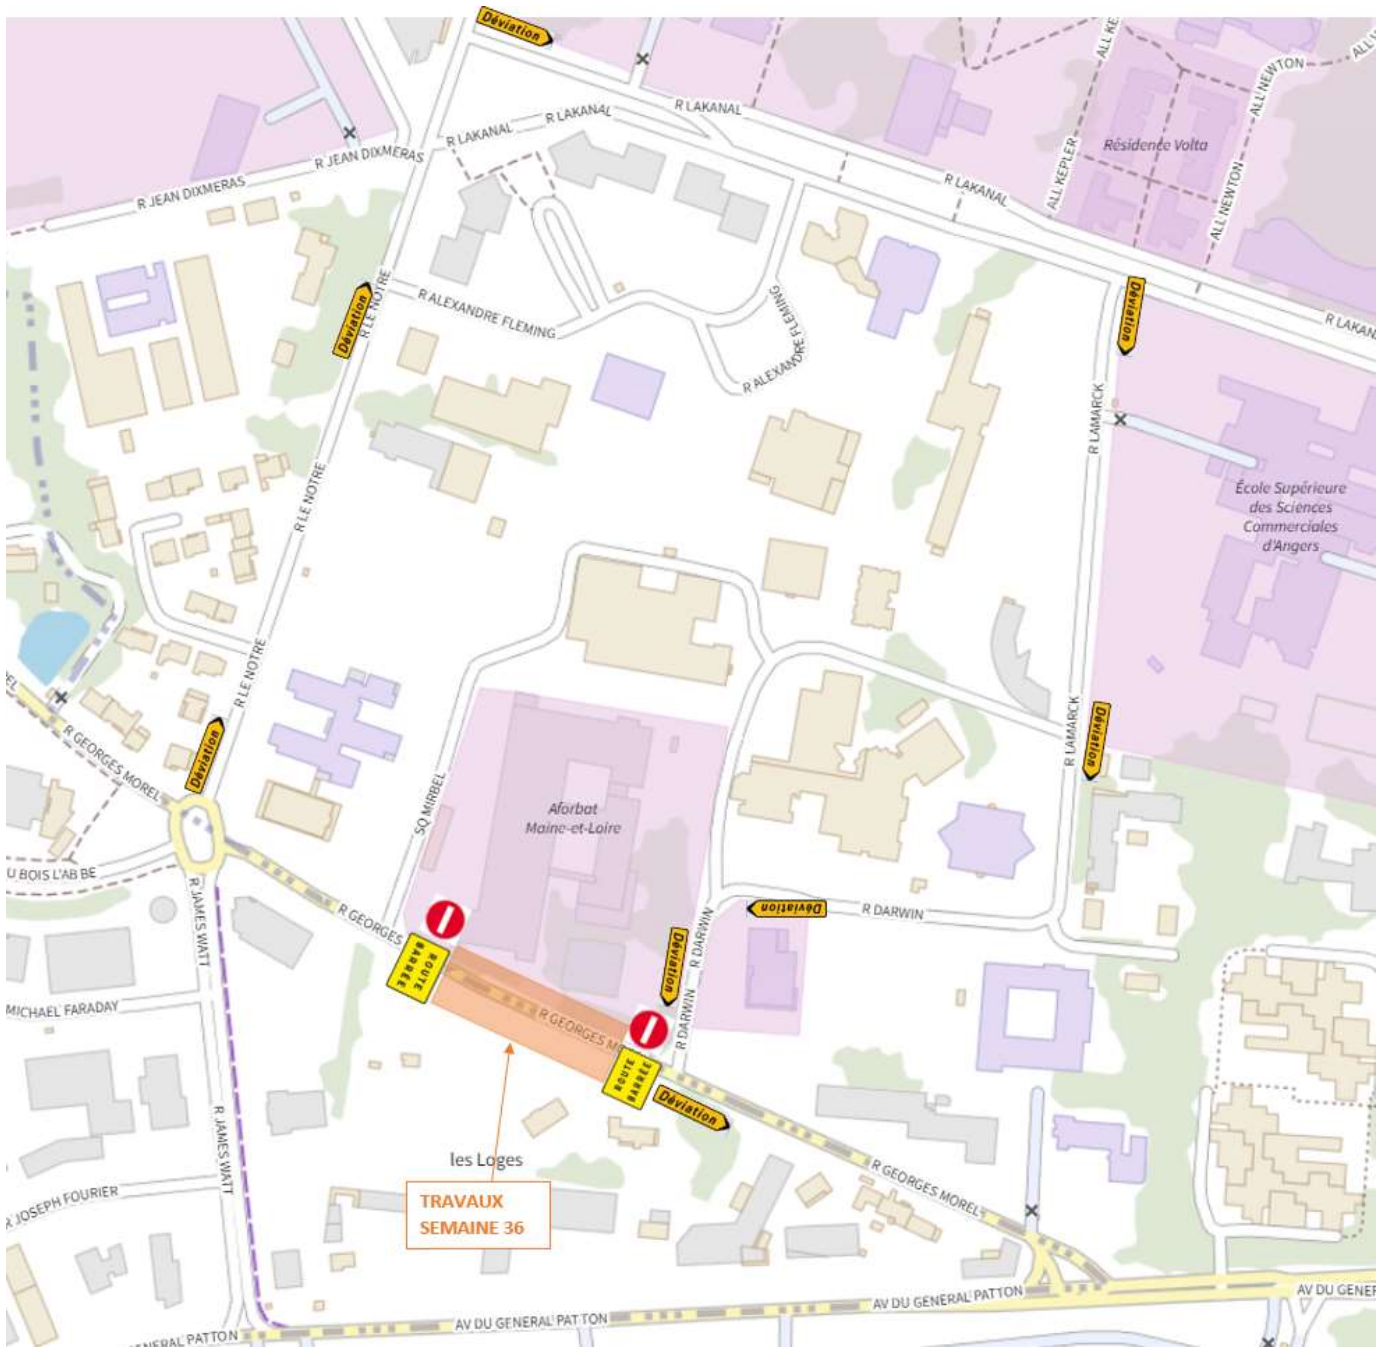 Déviation
R LAKANAL
R LAKANAL
R LAKANAL
R JEAN DIXMERAS
R JEAN DIXMERAS
ALL KEPLER
ALL NEWTON
ALL NEWTON
Résidence Volta
R LAKANAL
Déviation
R LE NOTRE
R ALEXANDRE FLEMING
R ALEXANDRE FLEMING
Déviation
R LAMARCK
R LE NOTRE
École Supérieure
des Sciences
Commerciales
d'Angers
R LE NOTRE
R GEORGES MOREL
Déviation
R LAMARCK
Déviation
SQ MIRBEL
Aforbat
Maine-et-Loire
U BOIS L'ABBE
R JAMES WATT
R GEORGES
ROUTE
BARRÉE
Déviation
R DARWIN
Déviation
R DARWIN
MICHAEL FARADAY
R GEORGES
R DARWIN
ROUTE
BARRÉE
Déviation
R JAMES WATT
les Loges
R GEORGES MOREL
R JOSEPH FOURIER
TRAVAUX
SEMAINE 36
AV DU GENERAL PATTON
AV DU GENERAL PATTON
AV DU GENER
ENERAL PATTON